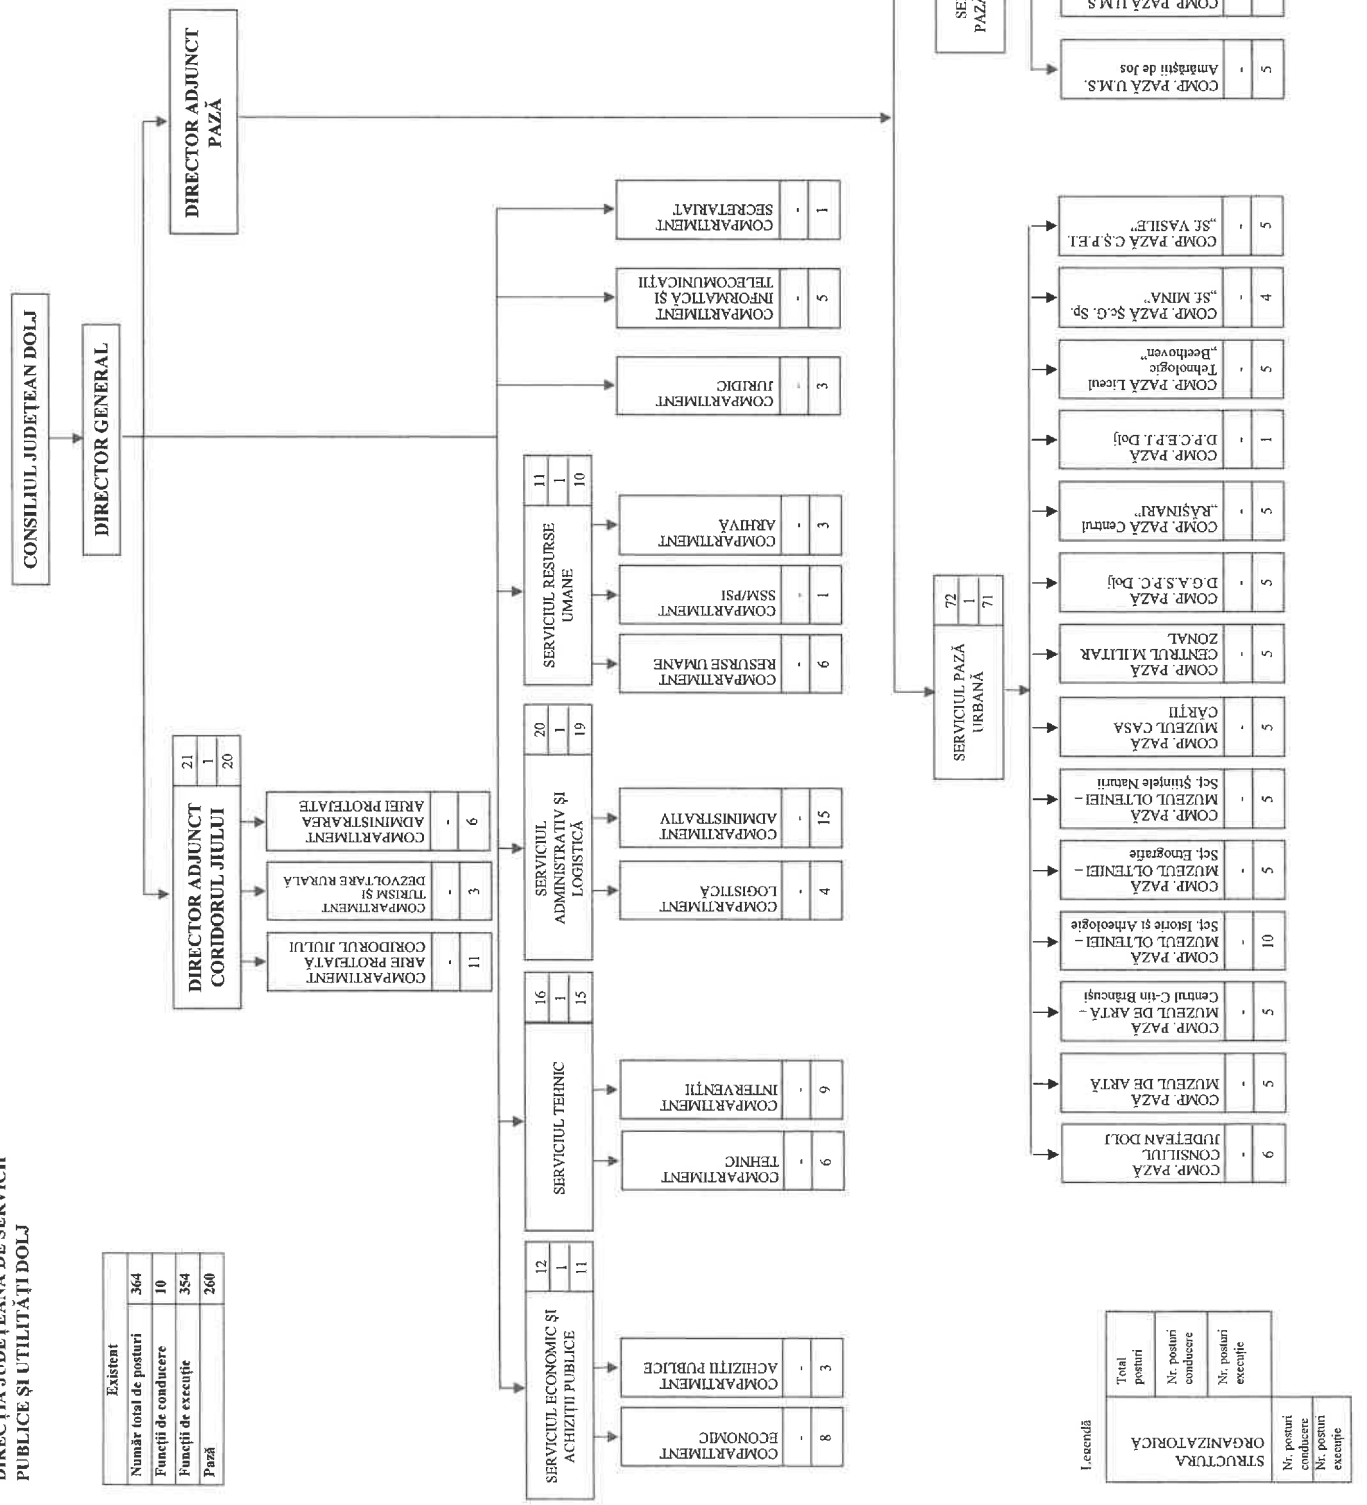 DIRECȚIA JUDEȚEANĂ DE SERVICII
PUBLICE ȘI UTILITĂȚI DOLJ
CONSILIUL JUDEȚEAN DOLJ
DIRECTOR GENERAL
Existent
Număr total de posturi 364
Funcții de conducere 10
Funcții de execuție 354
Pază 260
DIRECTOR ADJUNCT
CORIDORUL JIULUI
21
1
20
DIRECTOR ADJUNCT
PAZĂ
COMPARTIMENT
ARIE PROTEJATĂ
CORIDORUL JIULUI
-
11
COMPARTIMENT
TURISM ȘI
DEZVOLTARE RURALĂ
-
3
COMPARTIMENT
ADMINISTRAREA
ARIEI PROTEJATE
-
6
SERVICIUL ECONOMIC ȘI
ACHIZIȚII PUBLICE
12
1
11
SERVICIUL TEHNIC
16
1
15
SERVICIUL
ADMINISTRATIV ȘI
LOGISTICĂ
20
1
19
SERVICIUL RESURSE
UMANE
11
1
10
COMPARTIMENT
ECONOMIC
-
8
COMPARTIMENT
ACHIZIȚII PUBLICE
-
3
COMPARTIMENT
TEHNIC
-
6
COMPARTIMENT
INTERVENȚII
-
9
COMPARTIMENT
LOGISTICĂ
-
4
COMPARTIMENT
ADMINISTRATIV
-
15
COMPARTIMENT
RESURSE UMANE
-
6
COMPARTIMENT
SSM/PSI
-
1
COMPARTIMENT
ARHIVĂ
-
3
COMPARTIMENT
JURIDIC
-
3
COMPARTIMENT
INFORMATICĂ ȘI
TELECOMUNICAȚII
-
5
COMPARTIMENT
SECRETARIAT
-
1
SERVICIUL PAZĂ
URBANĂ
72
1
71
SE
PAZĂ
COMP. PAZĂ
CONSILIUL
JUDEȚEAN DOLJ
-
6
COMP. PAZĂ
MUZEUL DE ARTĂ
-
5
COMP. PAZĂ
MUZEUL DE ARTĂ –
Centrul C-tin Brâncuși
-
5
COMP. PAZĂ
MUZEUL OLTENIEI –
Scț. Istorie și Arheologie
-
10
COMP. PAZĂ
MUZEUL OLTENIEI –
Scț. Etnografie
-
5
COMP. PAZĂ
MUZEUL OLTENIEI –
Scț. Științele Naturii
-
5
COMP. PAZĂ
MUZEUL CASA
CĂRȚII
-
5
COMP. PAZĂ
CENTRUL MILITAR
ZONAL
-
5
COMP. PAZĂ
D.G.A.S.P.C. Dolj
-
5
COMP. PAZĂ Centrul
„RĂȘINARI”
-
5
COMP. PAZĂ
D.P.C.E.P.J. Dolj
-
1
COMP. PAZĂ Liceul
Tehnologic
„Beethoven”
-
5
COMP. PAZĂ Șc.G. Sp.
„Sf. MINA”
-
4
COMP. PAZĂ C.Ș.P.E.I.
„Sf. VASILE”
-
5
COMP. PAZĂ U.M.S.
Amărăștii de Jos
-
5
COMP. PAZĂ U.M.S.
Legendă
STRUCTURA
ORGANIZATORICĂ
Total
posturi
Nr. posturi
conducere
Nr. posturi
execuție
Nr. posturi
conducere
Nr. posturi
execuție